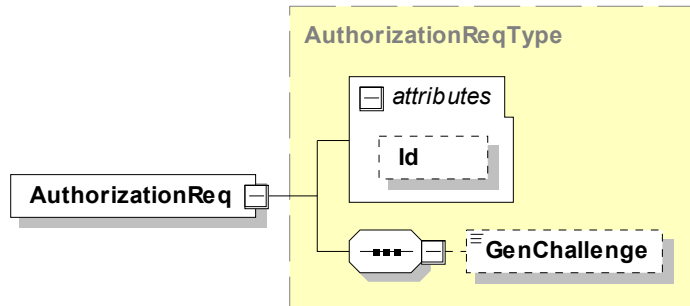 AuthorizationReqType
attributes
Id
AuthorizationReq
GenChallenge